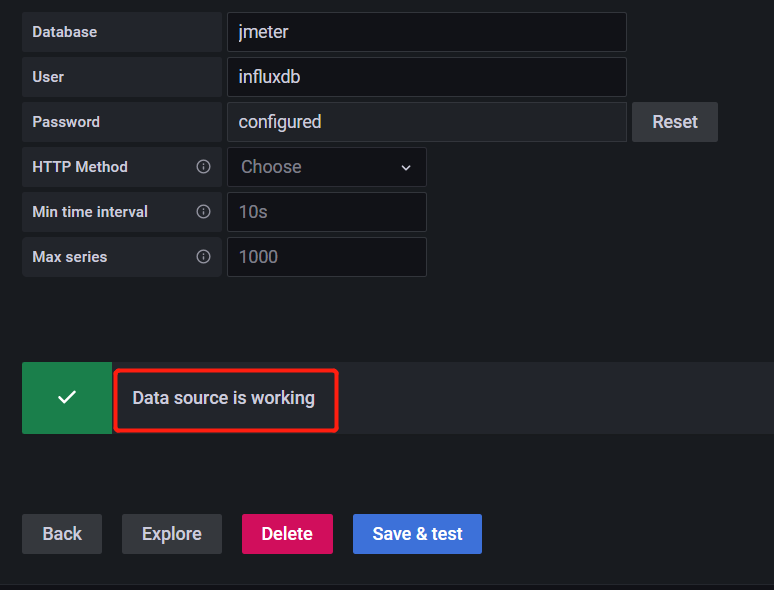 Database jmeter
User influxdb
Password configured Reset
HTTP Method Choose
Min time interval 10s
Max series 1000
Data source is working
Back Explore Delete Save & test